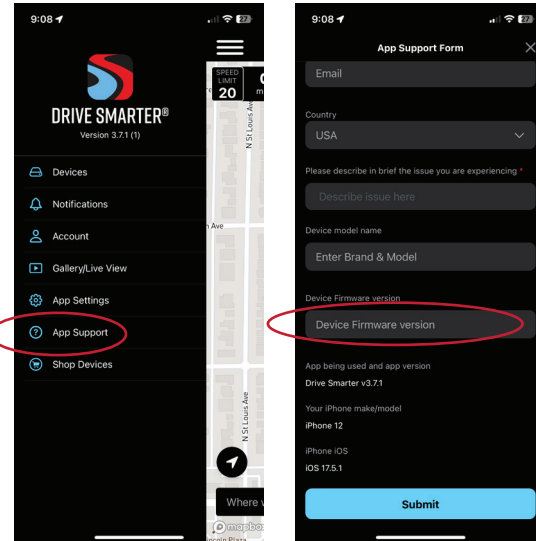 9:08
27
SPEED
LIMIT
20
DRIVE SMARTER®
Version 3.7.1 (1)
N St Louis Ave
Devices
Notifications
Account
Ave
Gallery/Live View
App Settings
App Support
Shop Devices
N St Louis Ave
Where
mapbox
Lincoln Plaza
9:08
27
App Support Form
Email
Country
USA
Please describe in brief the issue you are experiencing *
Describe issue here
Device model name
Enter Brand & Model
Device Firmware version
Device Firmware version
App being used and app version
Drive Smarter v3.7.1
Your iPhone make/model
iPhone 12
iPhone iOS
iOS 17.5.1
Submit